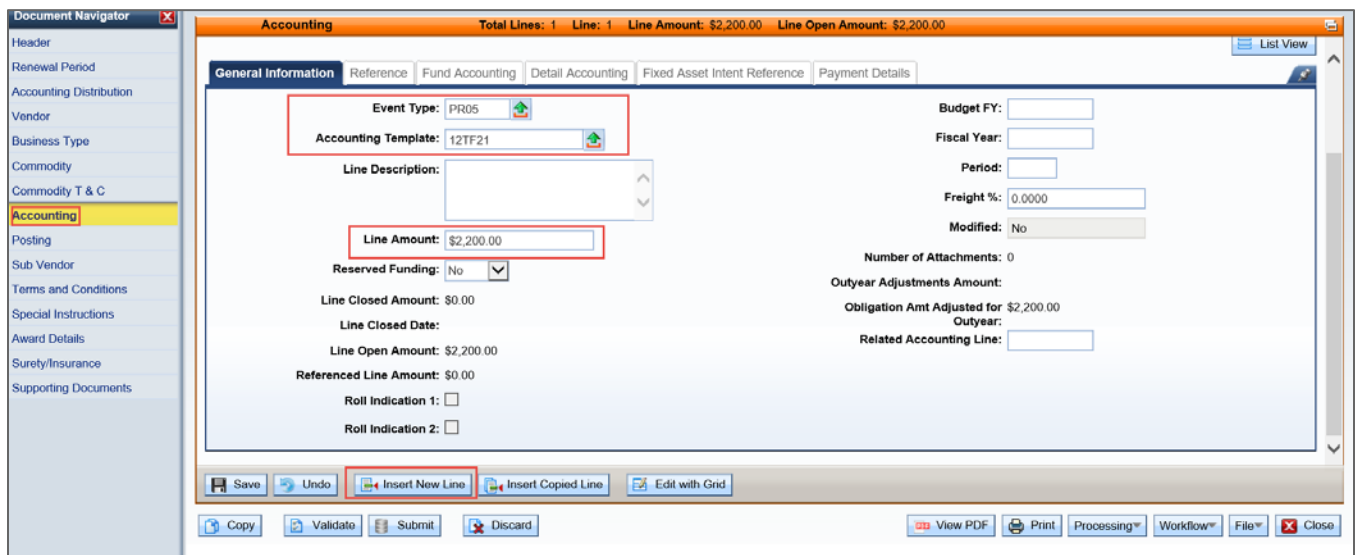 Document Navigator
Header
Renewal Period
Accounting Distribution
Vendor
Business Type
Commodity
Commodity T & C
Accounting
Posting
Sub Vendor
Terms and Conditions
Special Instructions
Award Details
Surety/Insurance
Supporting Documents
Accounting Total Lines: 1 Line: 1 Line Amount: $2,200.00 Line Open Amount: $2,200.00
List View
General Information Reference Fund Accounting Detail Accounting Fixed Asset Intent Reference Payment Details
Event Type: PR05
Accounting Template: 12TF21
Line Description:
Line Amount: $2,200.00
Reserved Funding: No
Line Closed Amount: $0.00
Line Closed Date:
Line Open Amount: $2,200.00
Referenced Line Amount: $0.00
Roll Indication 1:
Roll Indication 2:
Budget FY:
Fiscal Year:
Period:
Freight %: 0.0000
Modified: No
Number of Attachments: 0
Outyear Adjustments Amount:
Obligation Amt Adjusted for $2,200.00
Outyear:
Related Accounting Line:
Save Undo Insert New Line Insert Copied Line Edit with Grid
Copy Validate Submit Discard View PDF Print Processing Workflow File Close